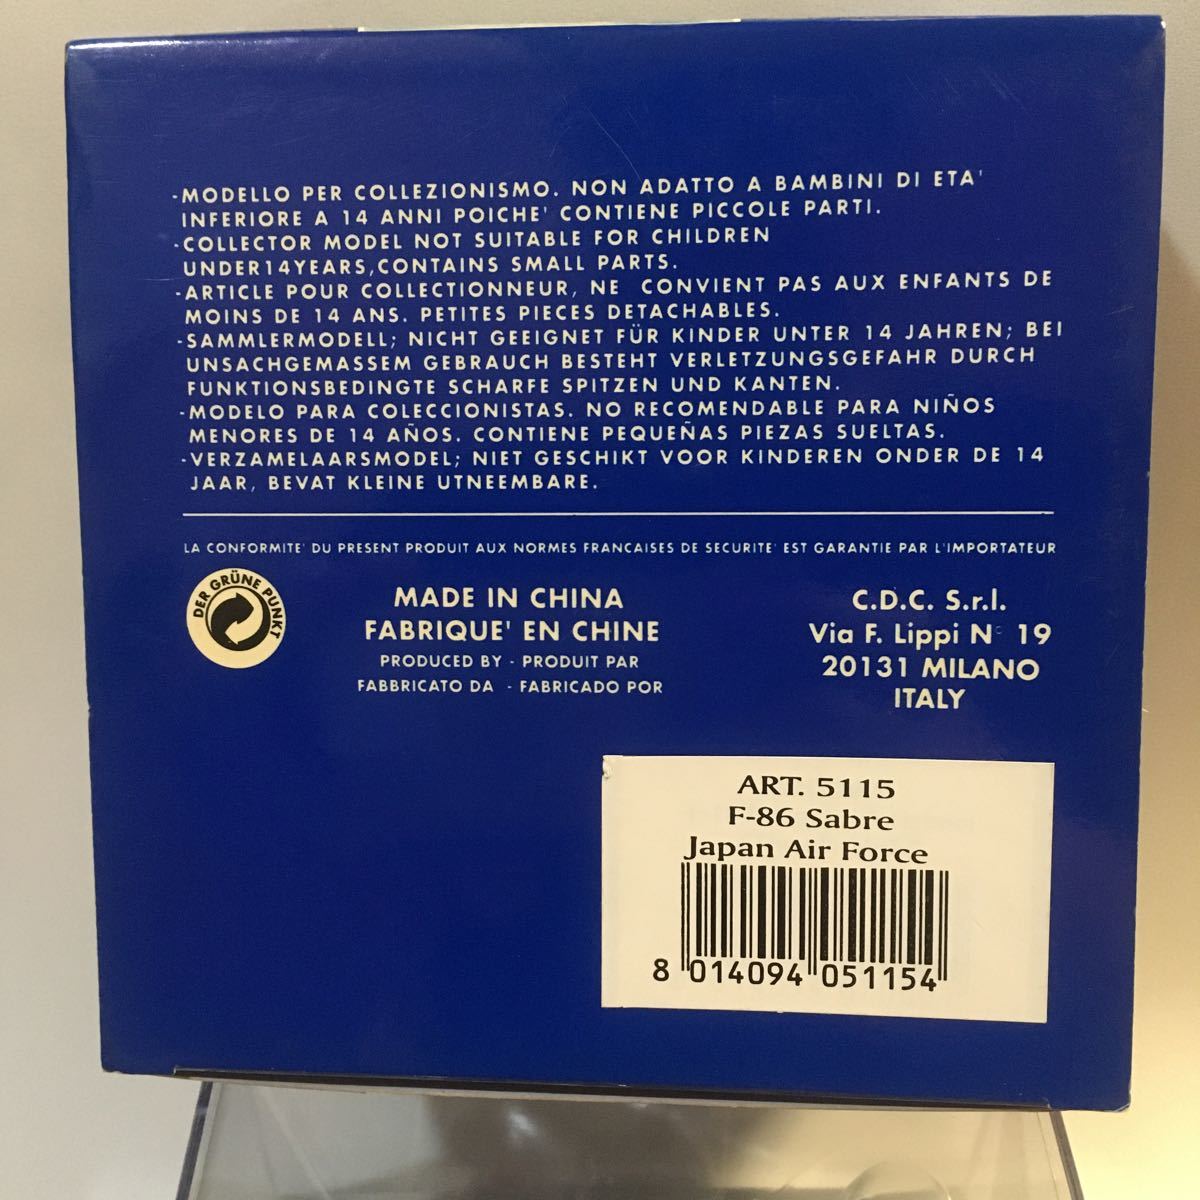 -MODELLO PER COLLEZIONISMO. NON ADATTO A BAMBINI DI ETA'
INFERIORE A 14 ANNI POICHE' CONTIENE PICCOLE PARTI.
-COLLECTOR MODEL NOT SUITABLE FOR CHILDREN
UNDER14YEARS,CONTAINS SMALL PARTS.
-ARTICLE POUR COLLECTIONNEUR, NE CONVIENT PAS AUX ENFANTS DE
MOINS DE 14 ANS. PETITES PIECES DETACHABLES.
-SAMMLERMODELL; NICHT GEEIGNET FÜR KINDER UNTER 14 JAHREN; BEI
UNSACHGEMASSEM GEBRAUCH BESTEHT VERLETZUNGSGEFAHR DURCH
FUNKTIONSBEDINGTE SCHARFE SPITZEN UND KANTEN.
-MODELO PARA COLECCIONISTAS. NO RECOMENDABLE PARA NIÑOS
MENORES DE 14 AÑOS. CONTIENE PEQUEÑAS PIEZAS SUELTAS.
-VERZAMELAARSMODEL; NIET GESCHIKT VOOR KINDEREN ONDER DE 14
JAAR, BEVAT KLEINE UTNEEMBARE.
LA CONFORMITE' DU PRESENT PRODUIT AUX NORMES FRANCAISES DE SECURITE' EST GARANTIE PAR L'IMPORTATEUR
DER GRÜNE PUNKT
MADE IN CHINA
FABRIQUE' EN CHINE
PRODUCED BY - PRODUIT PAR
FABBRICATO DA - FABRICADO POR
C.D.C. S.r.l.
Via F. Lippi N° 19
20131 MILANO
ITALY
ART. 5115
F-86 Sabre
Japan Air Force
8 014094 051154